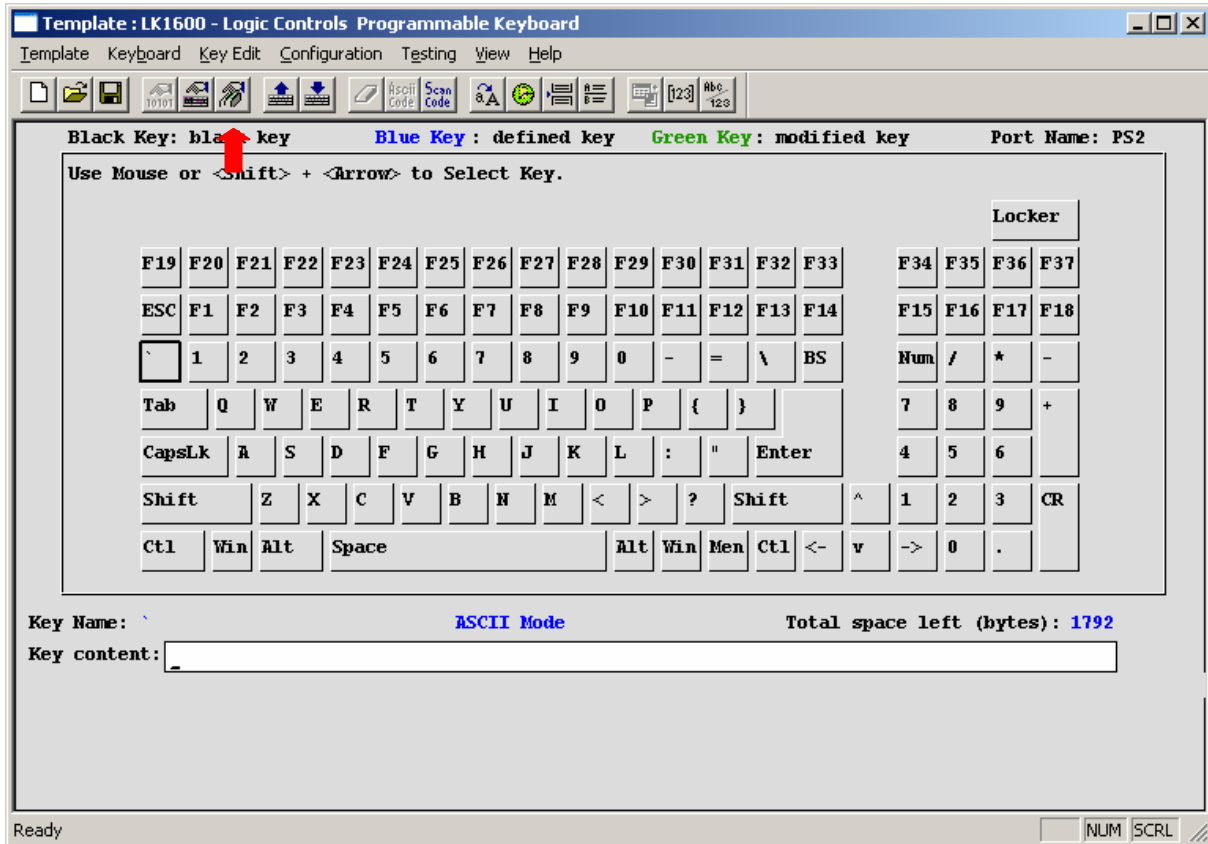 Template : LK1600 - Logic Controls Programmable Keyboard
Template Keyboard Key Edit Configuration Testing View Help
10101 Ascii Code Scan Code aA [123] Abc.. -123
Black Key: bla key Blue Key : defined key Green Key : modified key Port Name: PS2
Use Mouse or <Shift> + <Arrow> to Select Key.
Locker
F19 F20 F21 F22 F23 F24 F25 F26 F27 F28 F29 F30 F31 F32 F33 F34 F35 F36 F37
ESC F1 F2 F3 F4 F5 F6 F7 F8 F9 F10 F11 F12 F13 F14 F15 F16 F17 F18
` 1 2 3 4 5 6 7 8 9 0 - = \ BS Num / * -
Tab Q W E R T Y U I O P { } 7 8 9 +
CapsLk A S D F G H J K L : " Enter 4 5 6
Shift Z X C V B N M < > ? Shift ^ 1 2 3 CR
Ctl Win Alt Space Alt Win Men Ctl <- v -> 0 .
Key Name: ` ASCII Mode Total space left (bytes): 1792
Key content: _
Ready NUM SCRL